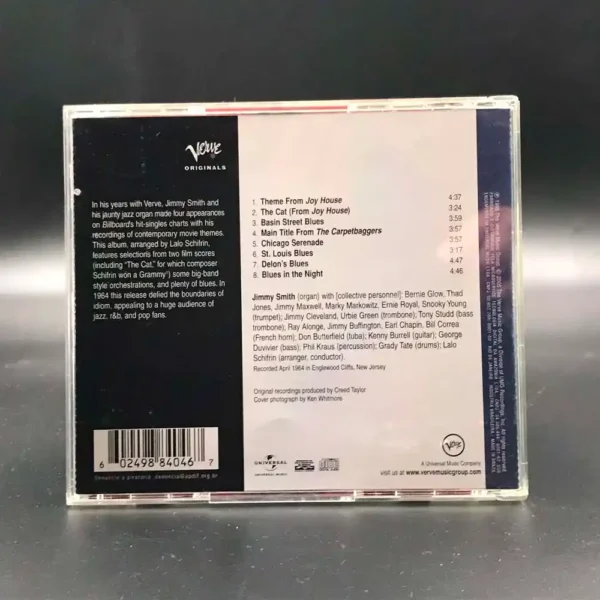 Verve
ORIGINALS
In his years with Verve, Jimmy Smith and
his jaunty jazz organ made four appearances
on Billboard's hit-singles charts with his
recordings of contemporary movie themes.
This album, arranged by Lalo Schifrin,
features selections from two film scores
(including "The Cat," for which composer
Schifrin won a Grammy) some big-band
style orchestrations, and plenty of blues. In
1964 this release defied the boundaries of
idiom, appealing to a huge audience of
jazz, r&b, and pop fans.
6 02498 84046 7
Denuncie a pirataria: denuncia@apdif.org.br
1. Theme From Joy House 4:37
2. The Cat (From Joy House) 3:24
3. Basin Street Blues 3:59
4. Main Title From The Carpetbaggers 3:57
5. Chicago Serenade 3:57
6. St. Louis Blues 3:17
7. Delon's Blues 4:47
8. Blues in the Night 4:46
Jimmy Smith (organ) with [collective personnel]: Bernie Glow, Thad
Jones, Jimmy Maxwell, Marky Markowitz, Ernie Royal, Snooky Young
(trumpet); Jimmy Cleveland, Urbie Green (trombone); Tony Studd (bass
trombone); Ray Alonge, Jimmy Buffington, Earl Chapin, Bill Correa
(French horn); Don Butterfield (tuba); Kenny Burrell (guitar); George
Duvivier (bass); Phil Kraus (percussion); Grady Tate (drums); Lalo
Schifrin (arranger, conductor).
Recorded April 1964 in Englewood Cliffs, New Jersey
Original recordings produced by Creed Taylor
Cover photograph by Ken Whitmore
UNIVERSAL
Verve
A Universal Music Company
visit us at www.vervemusicgroup.com